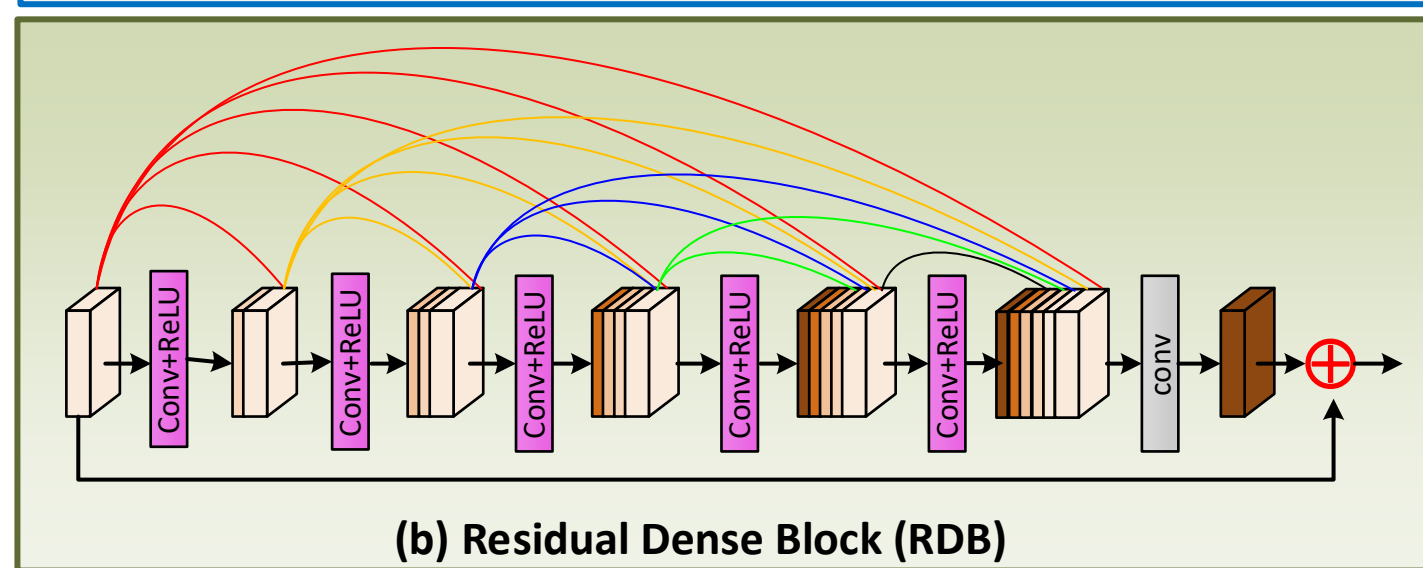 Conv+ReLU
Conv+ReLU
Conv+ReLU
Conv+ReLU
Conv+ReLU
conv
(b) Residual Dense Block (RDB)